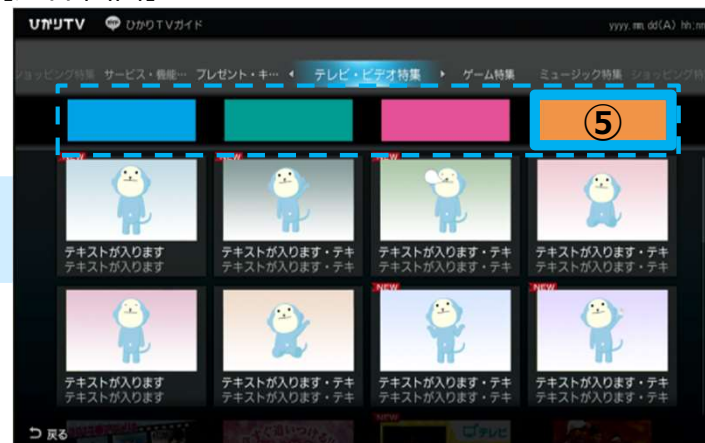 ひかりTV ひかりTVガイド yyyy. mm, dd(A) hh:mm
ショッピング特集 サービス・機能… プレゼント・キ… テレビ・ビデオ特集 ゲーム特集 ミュージック特集 ショッピング特
⑤
NEW NEW NEW
テキストが入ります テキストが入ります・テキ テキストが入ります・テキ テキストが入ります・テキ
テキストが入ります テキストが入ります・テキ テキストが入ります・テキ テキストが入ります・テキ
NEW NEW
テキストが入ります テキストが入ります・テキ テキストが入ります・テキ テキストが入ります・テキ
テキストが入ります テキストが入ります・テキ テキストが入ります・テキ テキストが入ります・テキ
NEW
戻る
テレビ